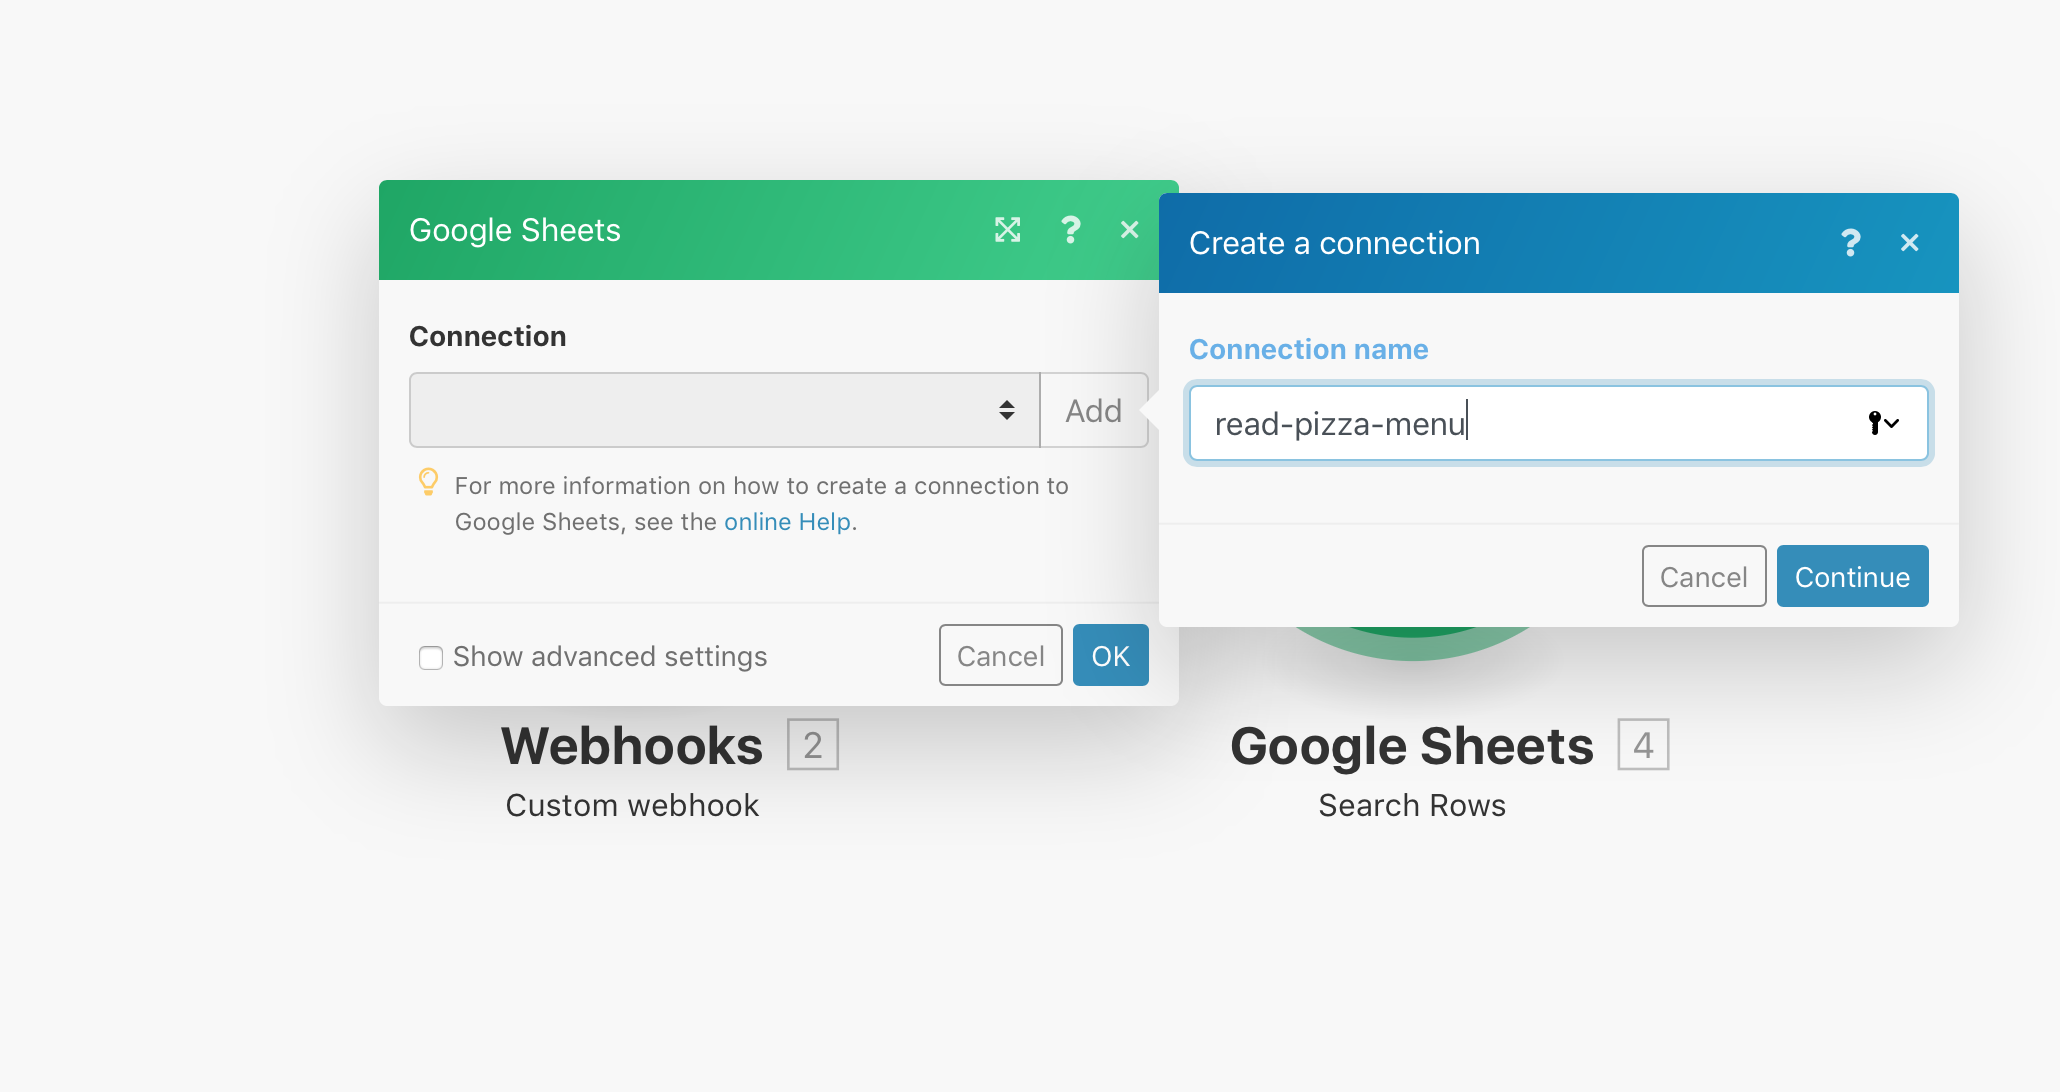 Google Sheets
Connection
Add
For more information on how to create a connection to
Google Sheets, see the online Help.
Show advanced settings
Cancel
OK
Create a connection
Connection name
read-pizza-menu
Cancel
Continue
Webhooks 2
Custom webhook
Google Sheets 4
Search Rows